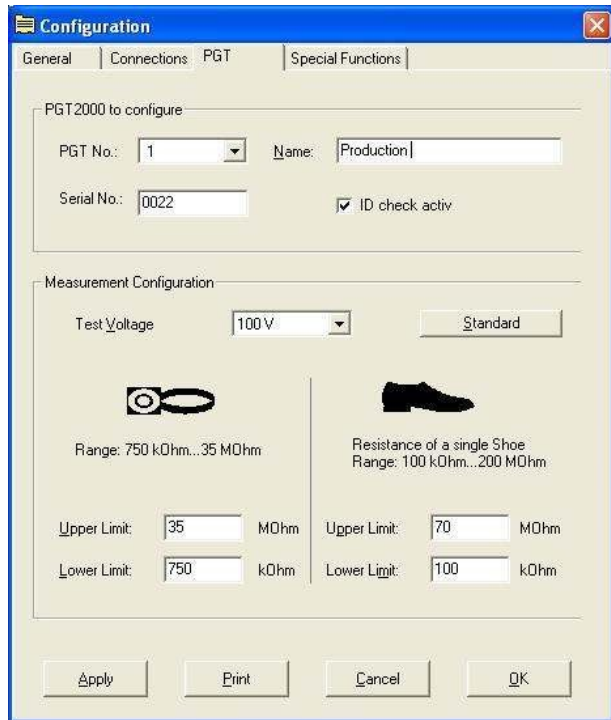 Configuration
General Connections PGT Special Functions
PGT2000 to configure
PGT No.: 1 Name: Production
Serial No.: 0022 ID check activ
Measurement Configuration
Test Voltage 100 V Standard
Range: 750 kOhm...35 MOhm
Resistance of a single Shoe
Range: 100 kOhm...200 MOhm
Upper Limit: 35 MOhm Upper Limit: 70 MOhm
Lower Limit: 750 kOhm Lower Limit: 100 kOhm
Apply Print Cancel OK